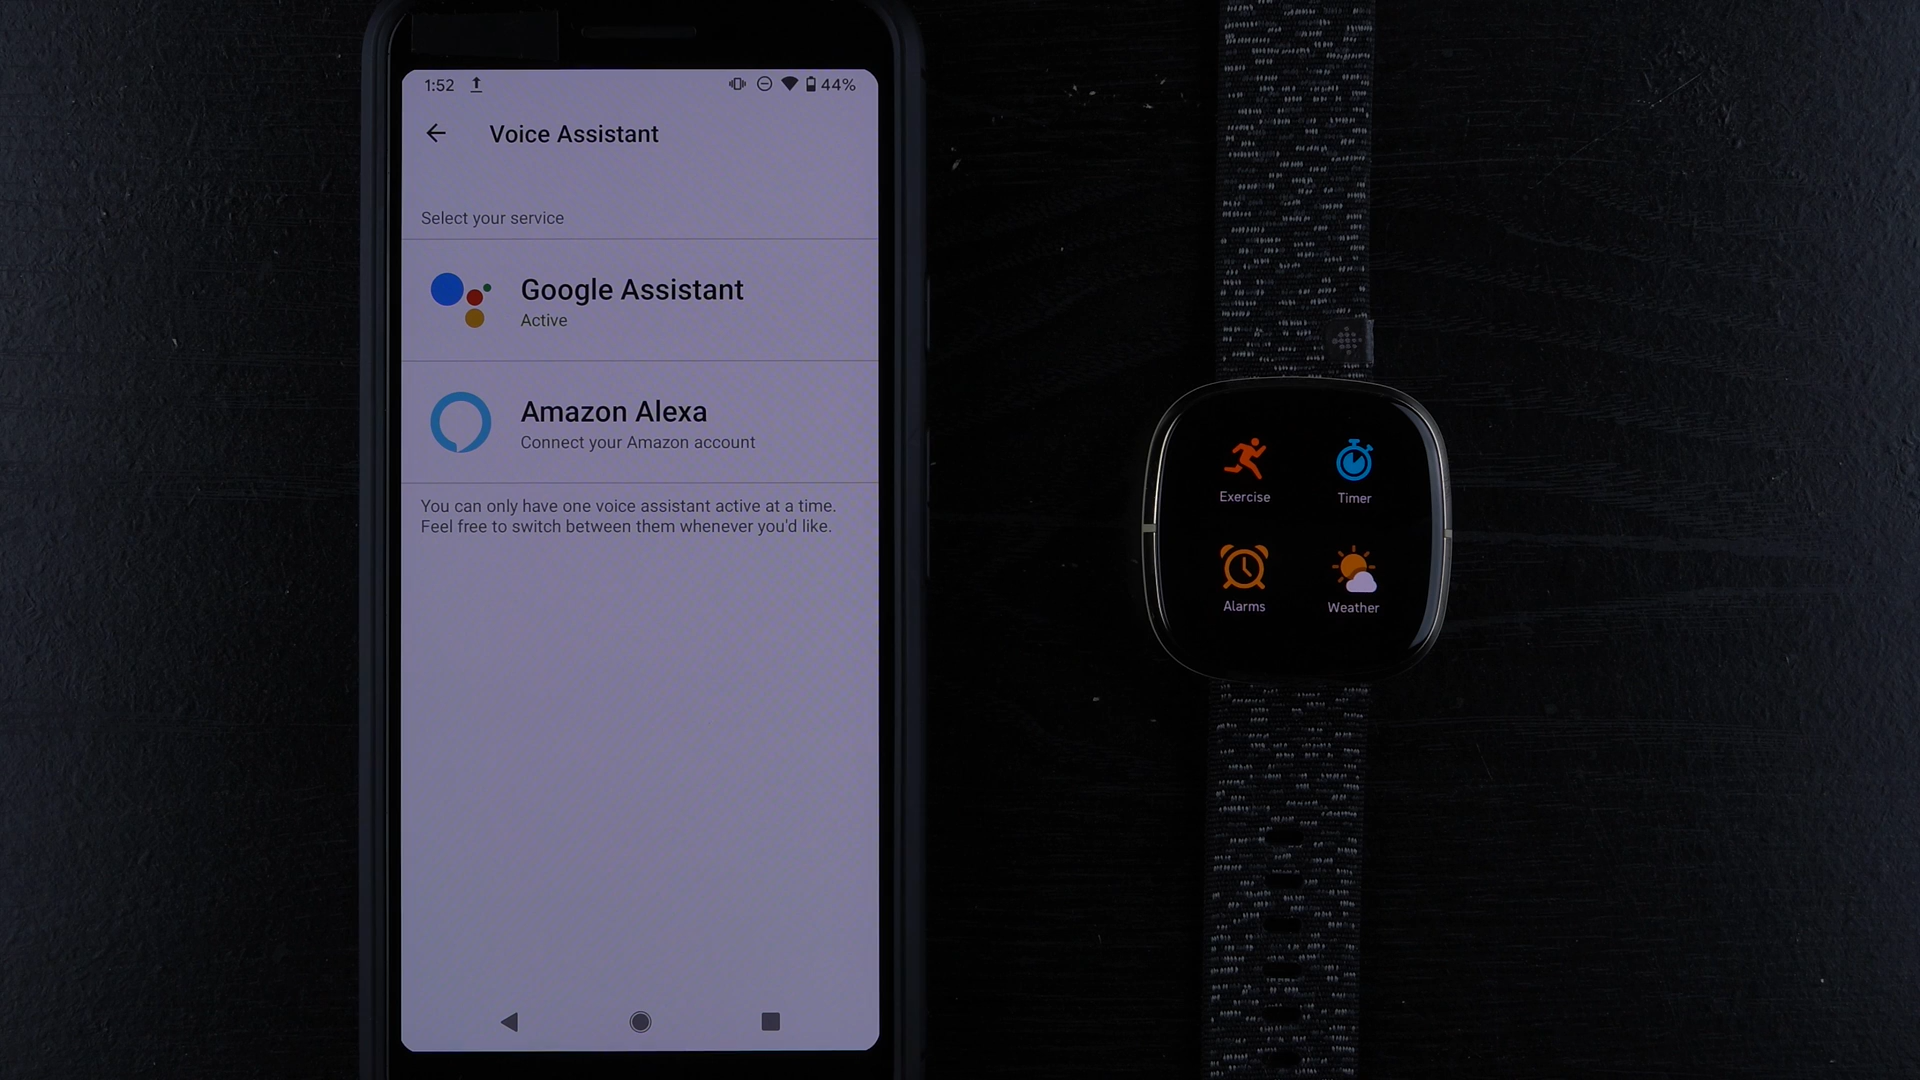 1:52
44%
Voice Assistant
Select your service
Google Assistant
Active
Amazon Alexa
Connect your Amazon account
You can only have one voice assistant active at a time.
Feel free to switch between them whenever you'd like.
Exercise
Timer
Alarms
Weather